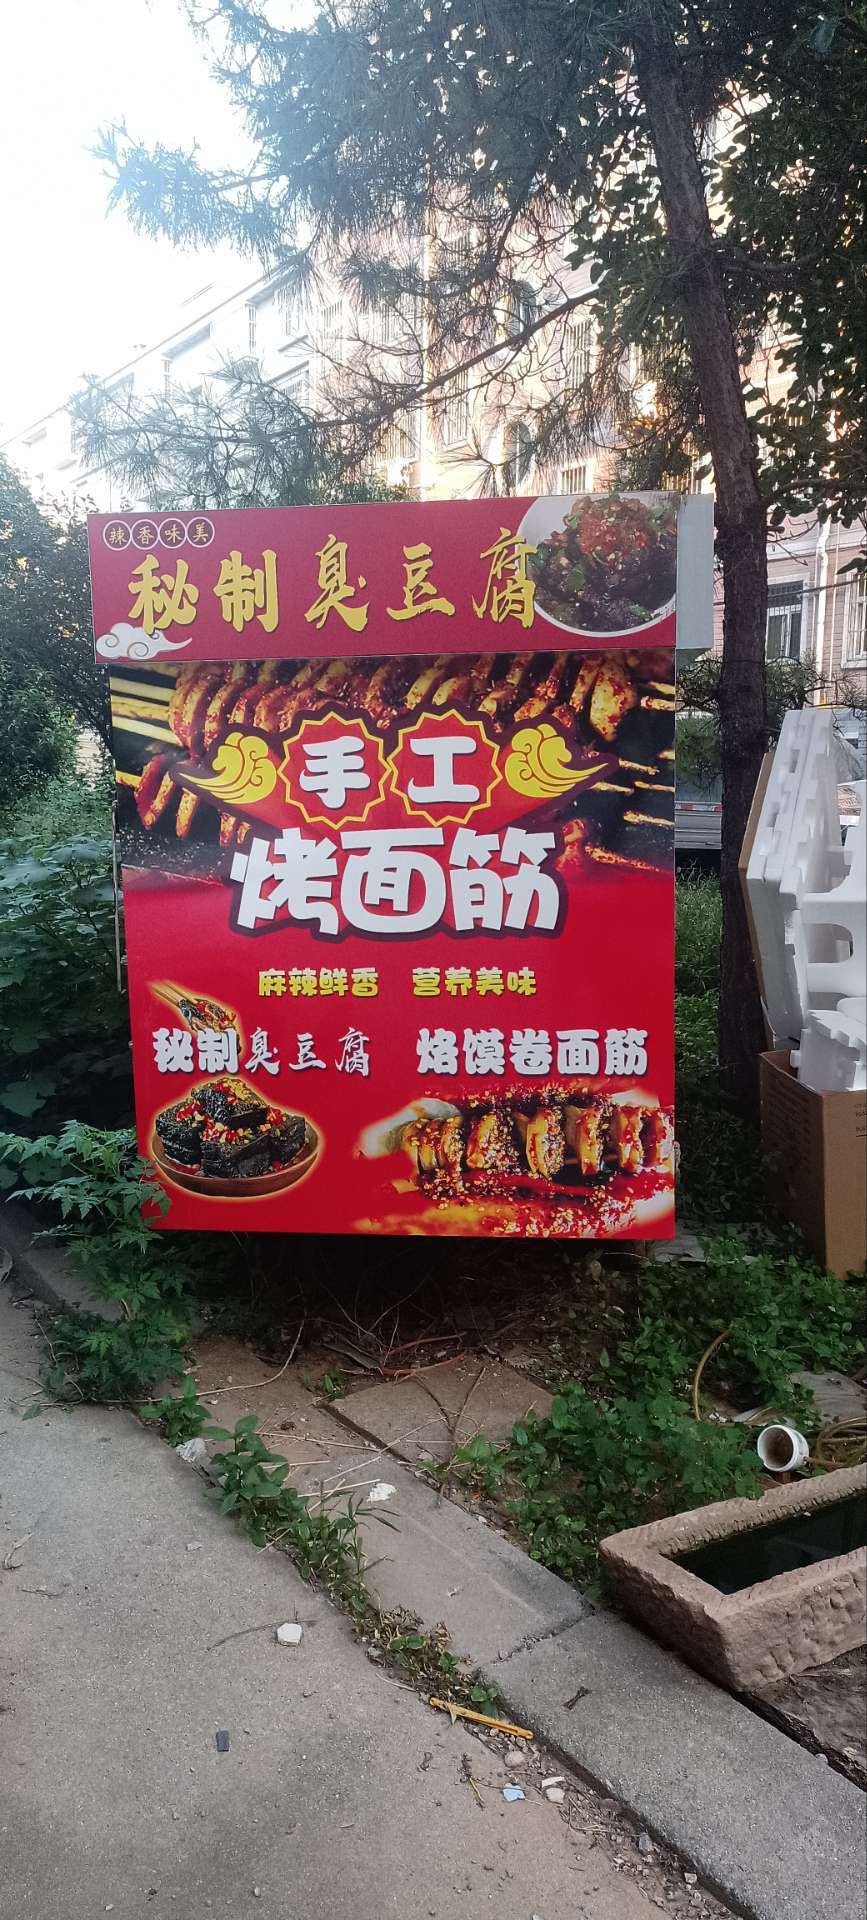 辣香味美
秘制臭豆腐
手工
烤面筋
麻辣鲜香 营养美味
秘制臭豆腐 烙馍卷面筋